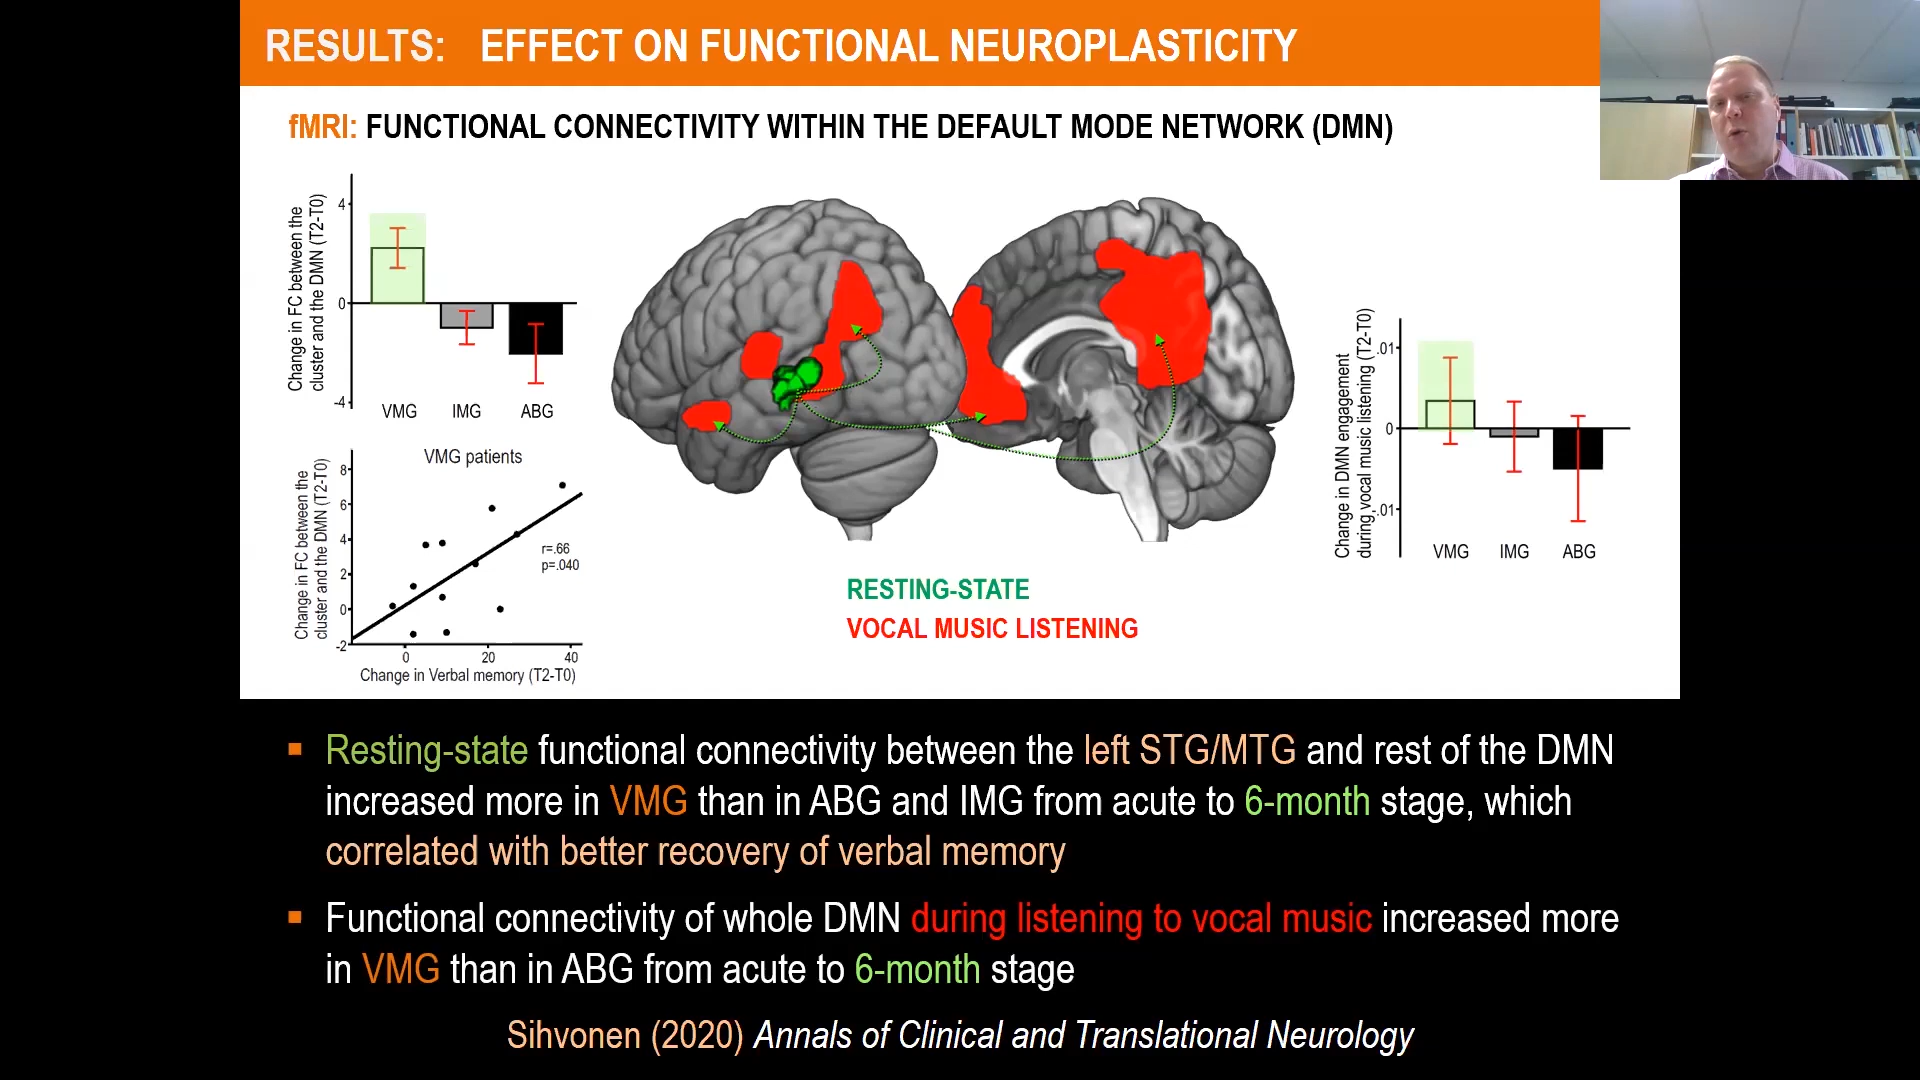 RESULTS: EFFECT ON FUNCTIONAL NEUROPLASTICITY
fMRI: FUNCTIONAL CONNECTIVITY WITHIN THE DEFAULT MODE NETWORK (DMN)
Change in FC between the
cluster and the DMN (T2-T0)
4
0
-4
VMG IMG ABG
VMG patients
Change in FC between the
cluster and the DMN (T2-T0)
8
6
4
2
0
-2
r=.66
p=.040
0 20 40
Change in Verbal memory (T2-T0)
RESTING-STATE
VOCAL MUSIC LISTENING
Change in DMN engagement
during vocal music listening (T2-T0)
.01
0
-.01
VMG IMG ABG
Resting-state functional connectivity between the left STG/MTG and rest of the DMN
increased more in VMG than in ABG and IMG from acute to 6-month stage, which
correlated with better recovery of verbal memory
Functional connectivity of whole DMN during listening to vocal music increased more
in VMG than in ABG from acute to 6-month stage
Sihvonen (2020) Annals of Clinical and Translational Neurology